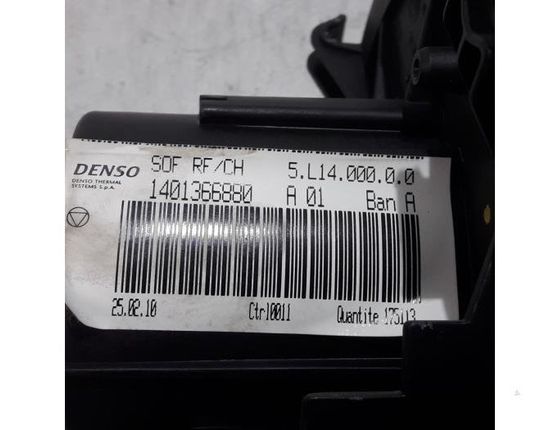 DENSO
DENSO THERMAL
SYSTEMS S.p.A.
SOF RF/CH 5.L14.000.0.0
1401366880 A 01 Ban A
25.02.10 Ctrl0011 Quantite 175113